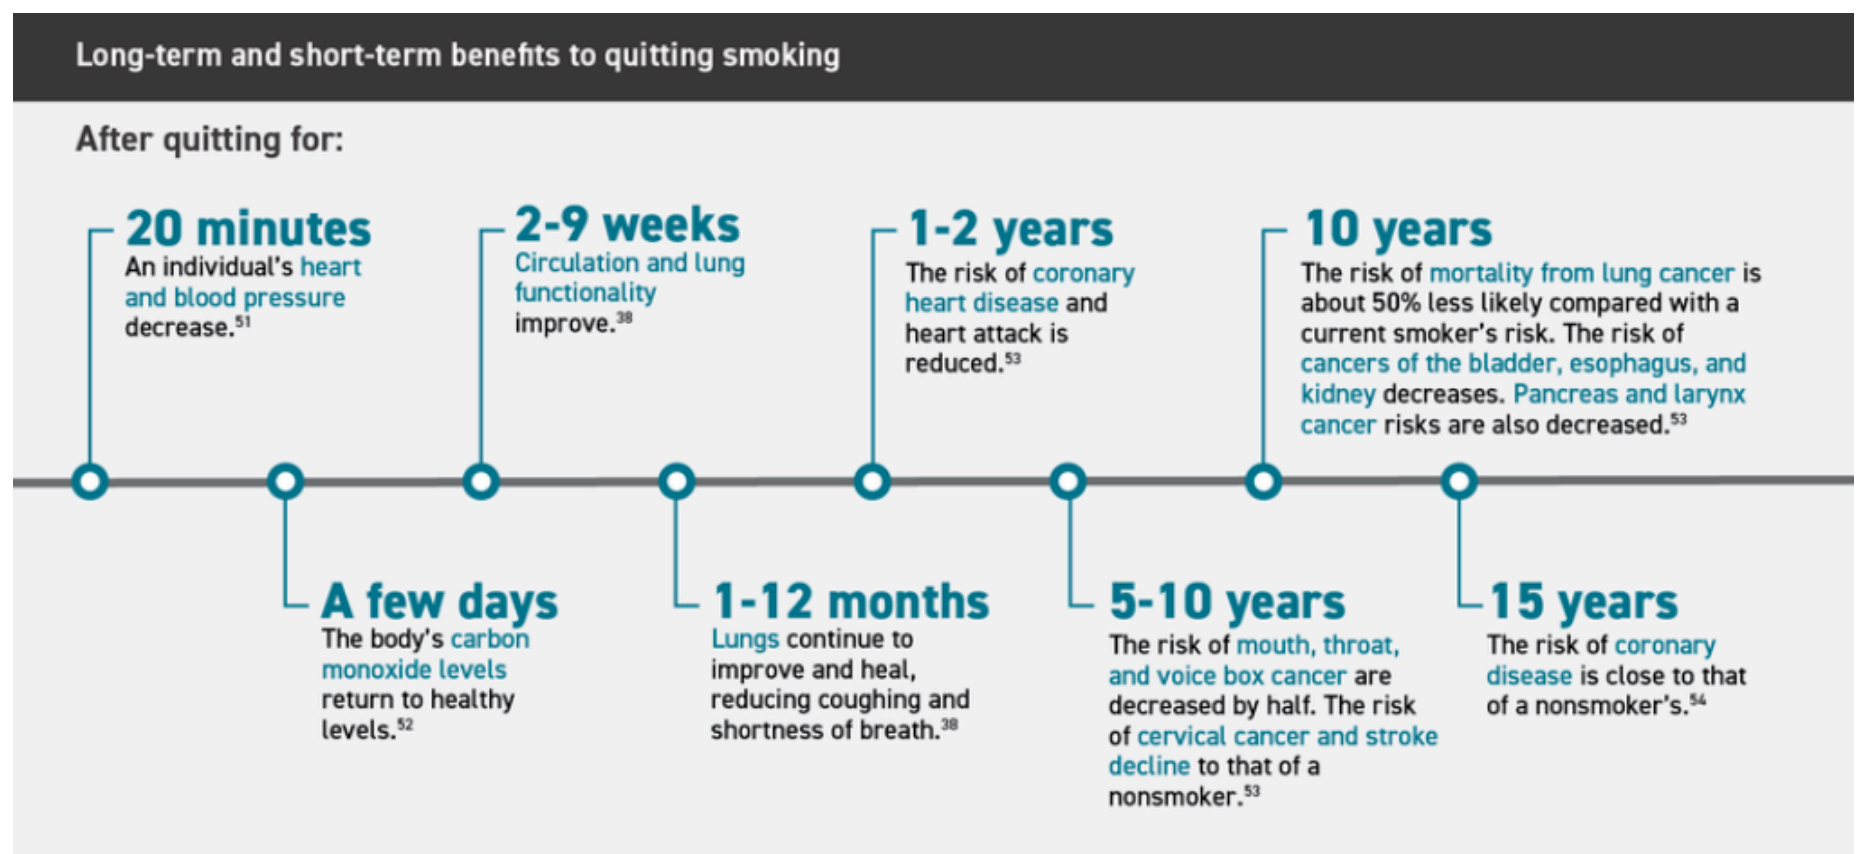 Long-term and short-term benefits to quitting smoking
After quitting for:
20 minutes
An individual's heart
and blood pressure
decrease.⁵¹
A few days
The body's carbon
monoxide levels
return to healthy
levels.⁵²
2-9 weeks
Circulation and lung
functionality
improve.³⁸
1-12 months
Lungs continue to
improve and heal,
reducing coughing and
shortness of breath.³⁸
1-2 years
The risk of coronary
heart disease and
heart attack is
reduced.⁵³
5-10 years
The risk of mouth, throat,
and voice box cancer are
decreased by half. The risk
of cervical cancer and stroke
decline to that of a
nonsmoker.⁵³
10 years
The risk of mortality from lung cancer is
about 50% less likely compared with a
current smoker's risk. The risk of
cancers of the bladder, esophagus, and
kidney decreases. Pancreas and larynx
cancer risks are also decreased.⁵³
15 years
The risk of coronary
disease is close to that
of a nonsmoker's.⁵⁴